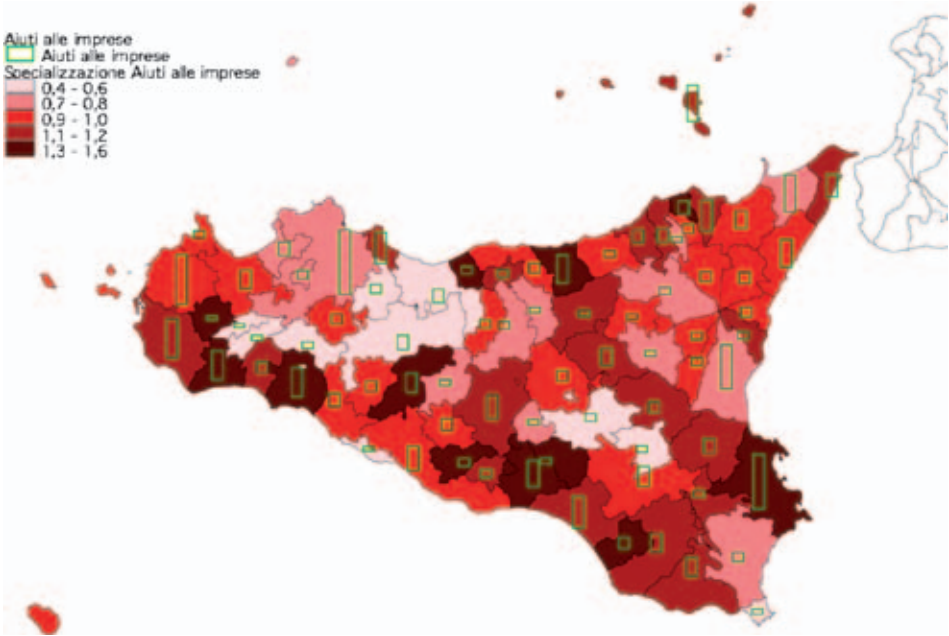 Aiuti alle imprese
Aiuti alle imprese
Specializzazione Aiuti alle imprese
0,4 - 0,6
0,7 - 0,8
0,9 - 1,0
1,1 - 1,2
1,3 - 1,6